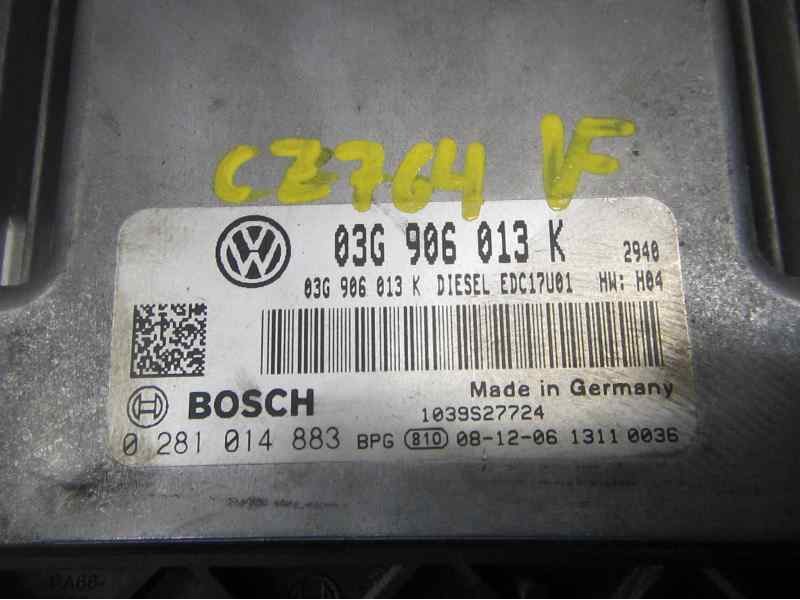 CZ764 VF
VW
03G 906 013 K 2940
03G 906 013 K DIESEL EDC17U01 HW: H04
BOSCH
Made in Germany
1039S27724
0 281 014 883 BPG 810 08-12-06 1311 0036